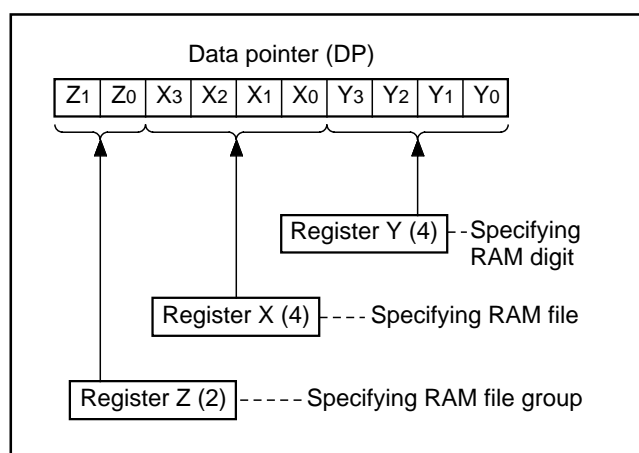 Data pointer (DP)
Z1 Z0 X3 X2 X1 X0 Y3 Y2 Y1 Y0
Register Y (4) Specifying
RAM digit
Register X (4) Specifying RAM file
Register Z (2) Specifying RAM file group